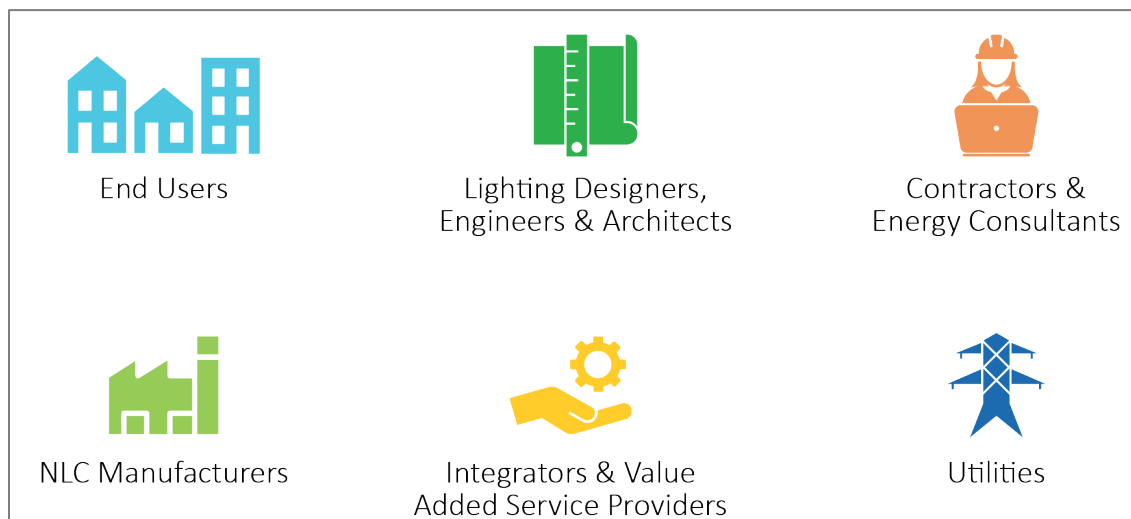 End Users
Lighting Designers,
Engineers & Architects
Contractors &
Energy Consultants
NLC Manufacturers
Integrators & Value
Added Service Providers
Utilities